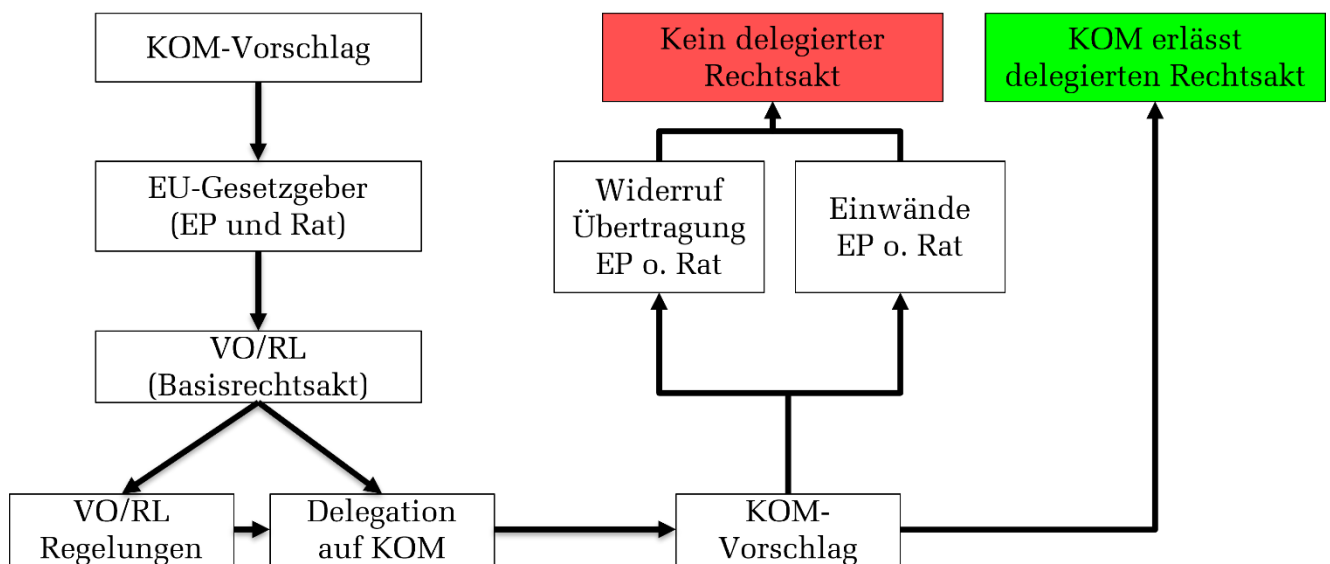 KOM-Vorschlag
EU-Gesetzgeber
(EP und Rat)
VO/RL
(Basisrechtsakt)
VO/RL
Regelungen
Delegation
auf KOM
KOM-
Vorschlag
Widerruf
Übertragung
EP o. Rat
Einwände
EP o. Rat
Kein delegierter
Rechtsakt
KOM erlässt
delegierten Rechtsakt